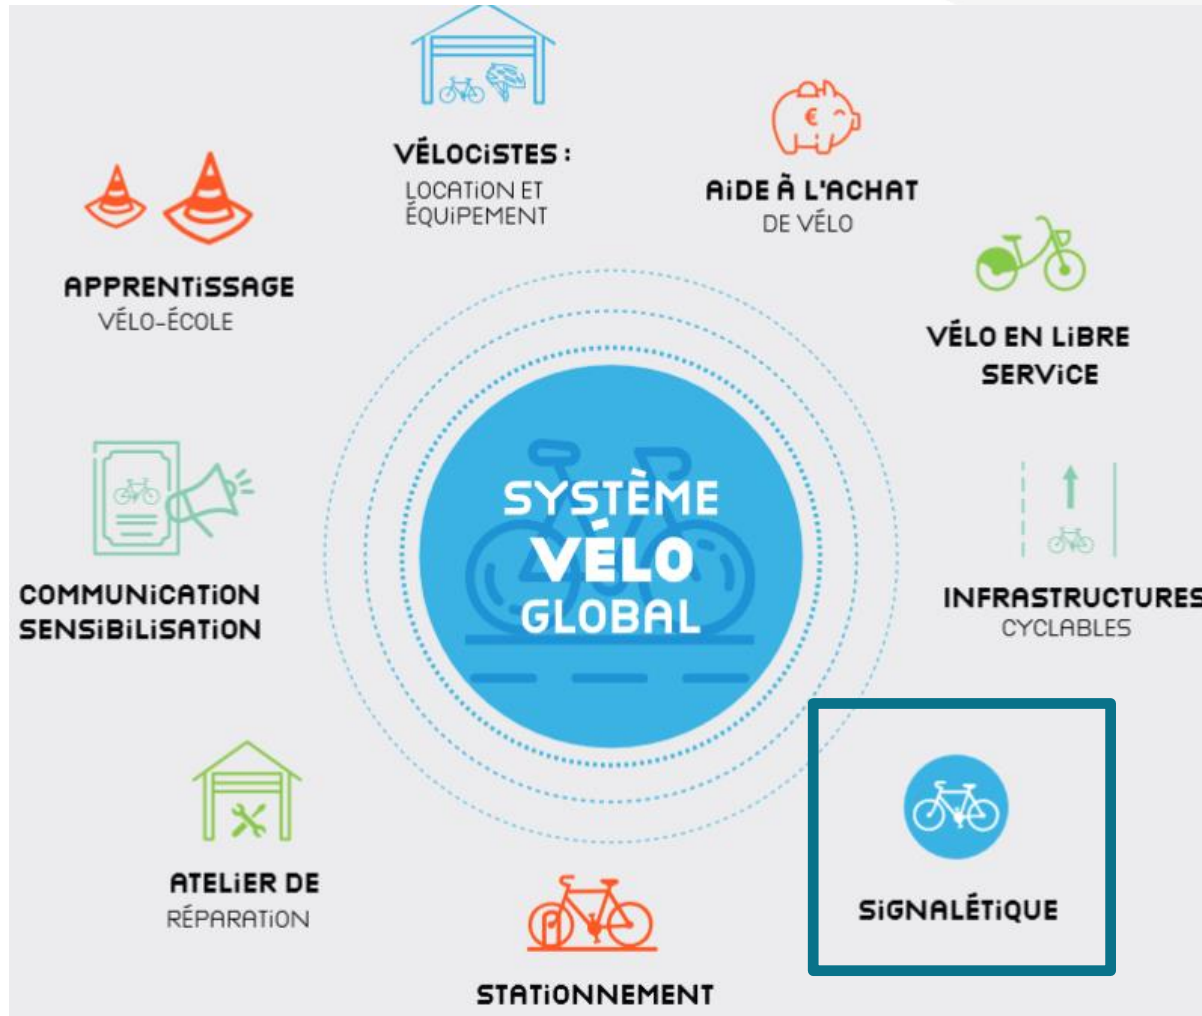 VÉLOCiSTES :
LOCATiON ET
ÉQUiPEMENT
AiDE À L'ACHAT
DE VÉLO
€
APPRENTiSSAGE
VÉLO-ÉCOLE
VÉLO EN LiBRE
SERViCE
SYSTÈME
VÉLO
GLOBAL
COMMUNiCATiON
SENSiBiLiSATiON
INFRASTRUCTURES
CYCLABLES
ATELiER DE
RÉPARATiON
SiGNALÉTiQUE
STATiONNEMENT